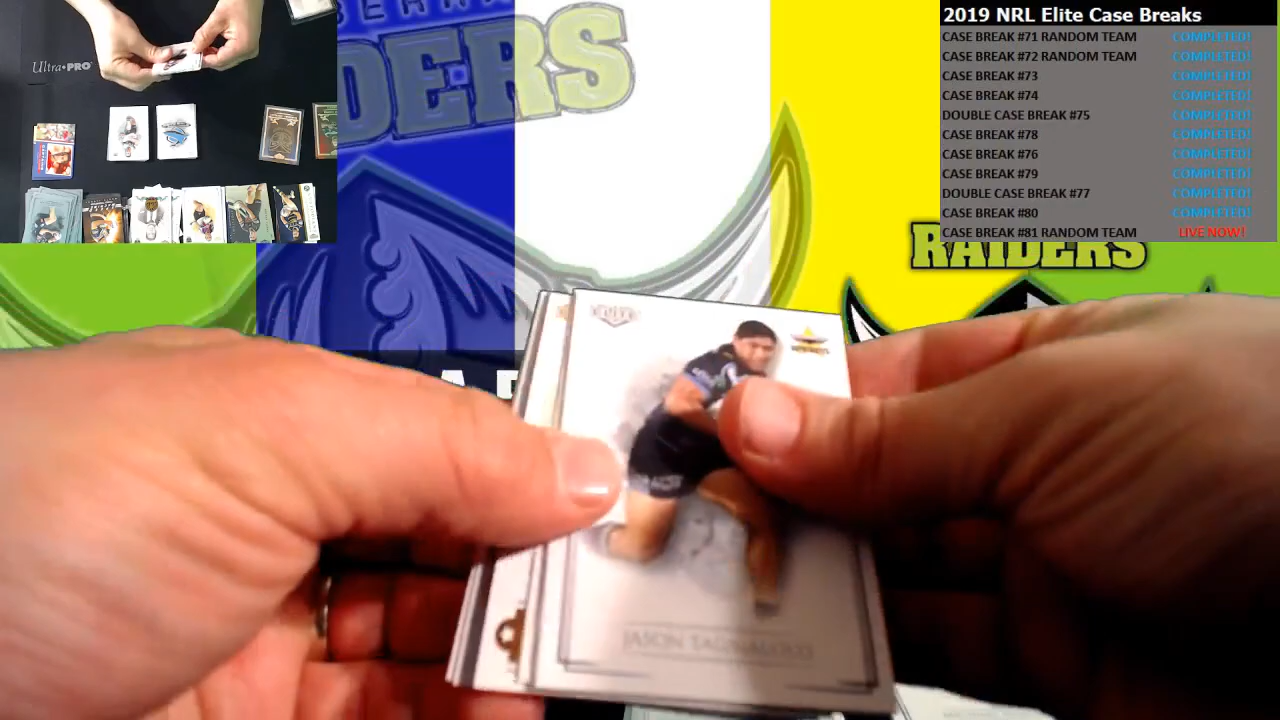 2019 NRL Elite Case Breaks
CASE BREAK #71 RANDOM TEAM COMPLETED!
CASE BREAK #72 RANDOM TEAM COMPLETED!
CASE BREAK #73 COMPLETED!
CASE BREAK #74 COMPLETED!
DOUBLE CASE BREAK #75 COMPLETED!
CASE BREAK #78 COMPLETED!
CASE BREAK #76 COMPLETED!
CASE BREAK #79 COMPLETED!
DOUBLE CASE BREAK #77 COMPLETED!
CASE BREAK #80 COMPLETED!
CASE BREAK #81 RANDOM TEAM LIVE NOW!
Ultra PRO
DERS
RAIDERS
ELITE
JASON TAUMALOLO